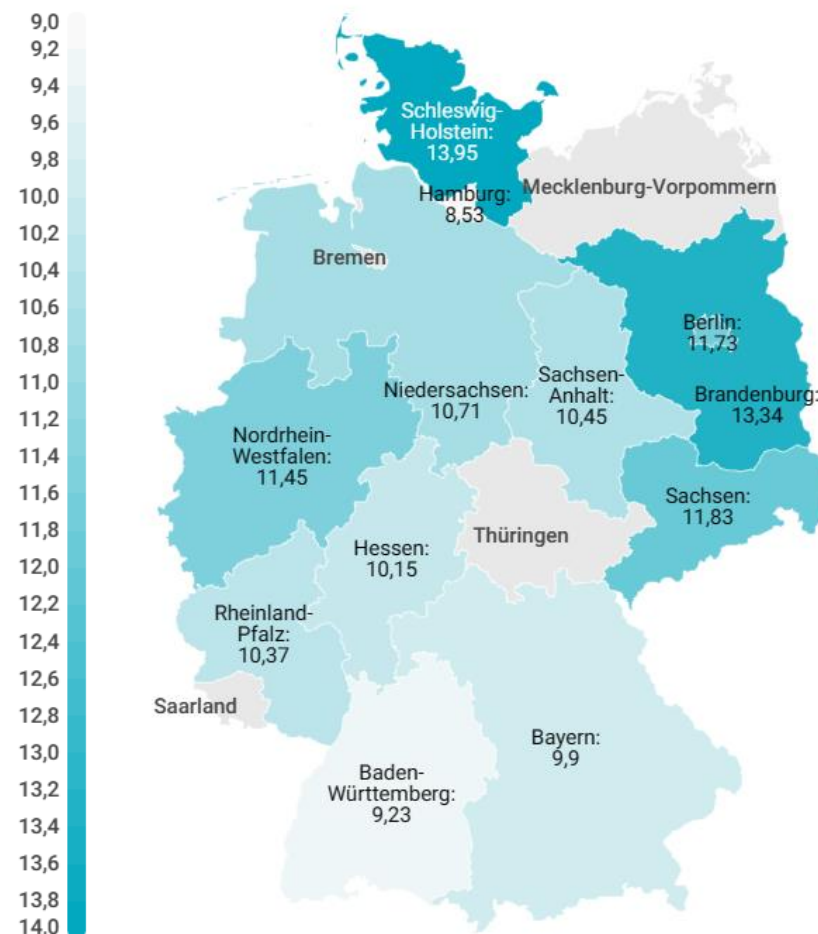 9,0
9,2
9,4
9,6
9,8
10,0
10,2
10,4
10,6
10,8
11,0
11,2
11,4
11,6
11,8
12,0
12,2
12,4
12,6
12,8
13,0
13,2
13,4
13,6
13,8
14,0
Schleswig-
Holstein:
13,95
Hamburg:
8,53
Mecklenburg-Vorpommern
Bremen
Berlin:
11,73
Niedersachsen:
10,71
Sachsen-
Anhalt:
10,45
Brandenburg:
13,34
Nordrhein-
Westfalen:
11,45
Sachsen:
11,83
Thüringen
Hessen:
10,15
Rheinland-
Pfalz:
10,37
Saarland
Bayern:
9,9
Baden-
Württemberg:
9,23